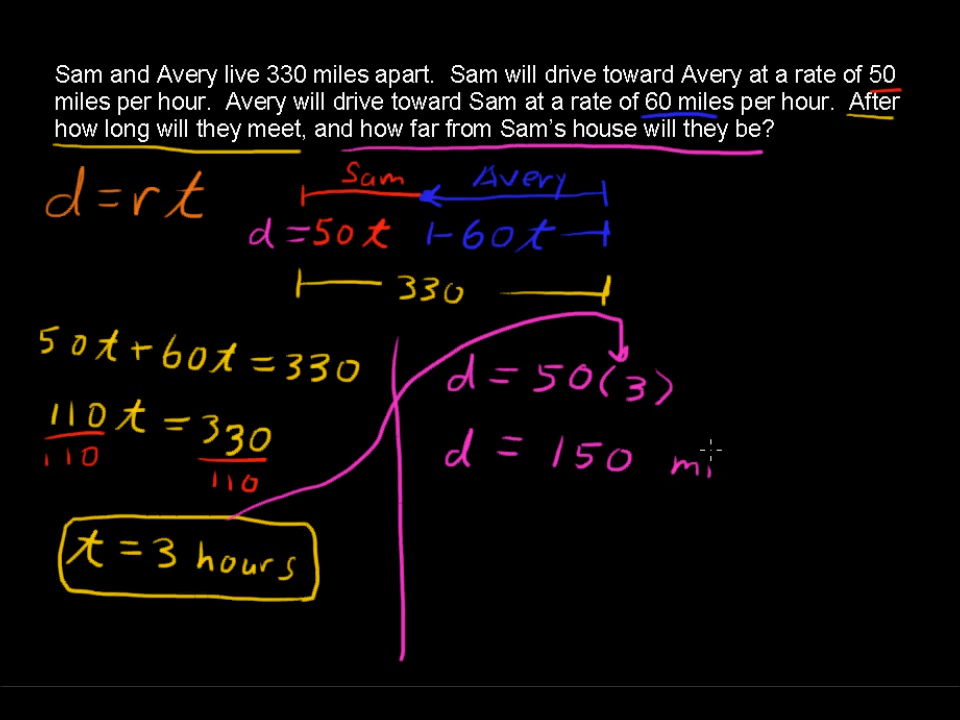 Sam and Avery live 330 miles apart. Sam will drive toward Avery at a rate of 50
miles per hour. Avery will drive toward Sam at a rate of 60 miles per hour. After
how long will they meet, and how far from Sam's house will they be?
Sam Avery
d = rt
d = 50t 60t
330
50t + 60t = 330
110t = 330
110 110
t = 3 hours
d = 50(3)
d = 150 mi